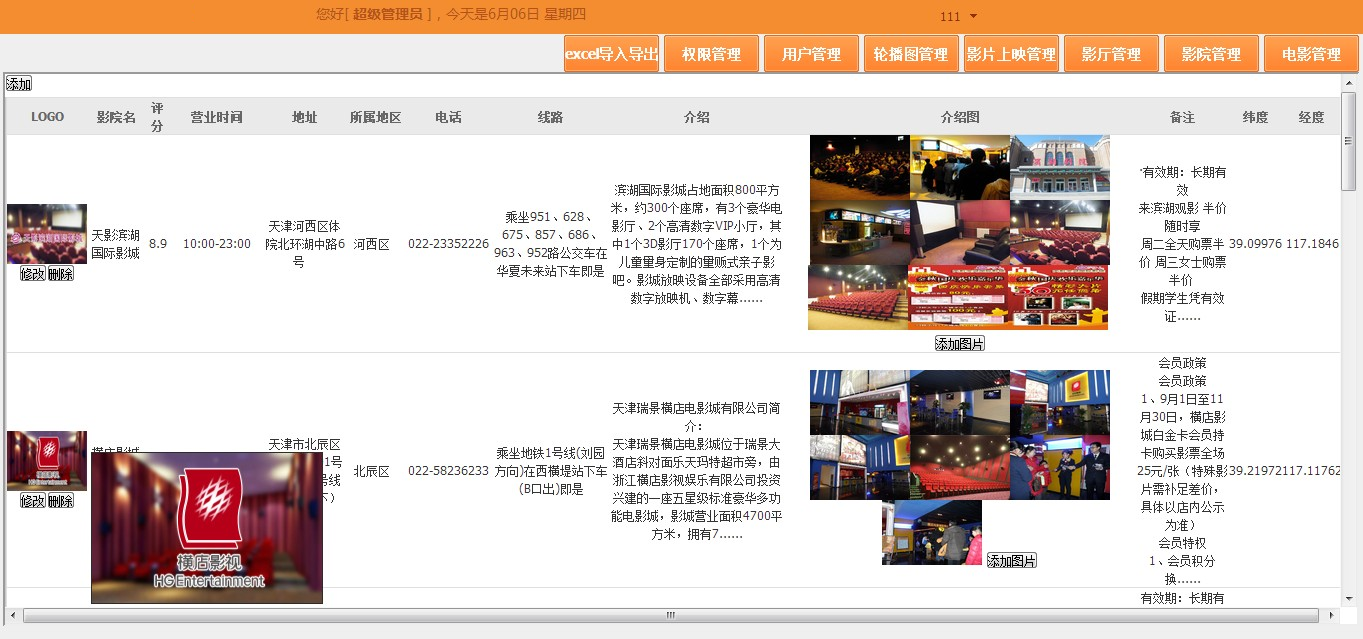 您好[ 超级管理员 ]，今天是6月06日 星期四
111
excel导入导出
权限管理
用户管理
轮播图管理
影片上映管理
影厅管理
影院管理
电影管理
添加
LOGO
影院名
评
分
营业时间
地址
所属地区
电话
线路
介绍
介绍图
备注
纬度
经度
修改 删除
天影滨湖
国际影城
8.9
10:00-23:00
天津河西区体
院北环湖中路6
号
河西区
022-23352226
乘坐951、628、
675、857、686、
963、952路公交车在
华夏未来站下车即是
滨湖国际影城占地面积800平方
米，约300个座席，有3个豪华电
影厅、2个高清数字VIP小厅，其
中1个3D影厅170个座席，1个为
儿童量身定制的量贩式亲子影
吧。影城放映设备全部采用高清
数字放映机、数字幕......
添加图片
"有效期：长期有
效
来滨湖观影 半价
随时享
周二全天购票半
价 周三女士购票
半价
假期学生凭有效
证......
39.09976
117.1846
修改 删除
横店影视
HG Entertainment
天津市北辰区
1号
号线
下）
北辰区
022-58236233
乘坐地铁1号线(刘园
方向)在西横堤站下车
(B口出)即是
天津瑞景横店电影城有限公司简
介：
天津瑞景横店电影城位于瑞景大
酒店斜对面乐天玛特超市旁，由
浙江横店影视娱乐有限公司投资
兴建的一座五星级标准豪华多功
能电影城，影城营业面积4700平
方米，拥有7......
添加图片
会员政策
会员政策
1、9月1日至11
月30日，横店影
城白金卡会员持
卡购买影票全场
25元/张（特殊影
片需补足差价，
具体以店内公示
为准）
会员特权
1、会员积分
换......
39.21972
117.11762
有效期：长期有